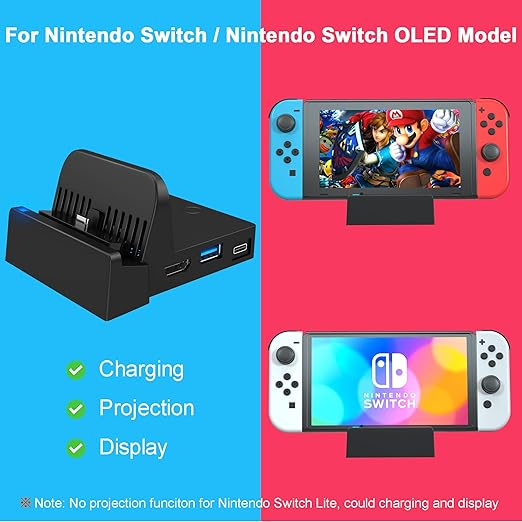 For Nintendo Switch / Nintendo Switch OLED Model
Charging
Projection
Display
NINTENDO
SWITCH
※ Note: No projection funciton for Nintendo Switch Lite, could charging and display